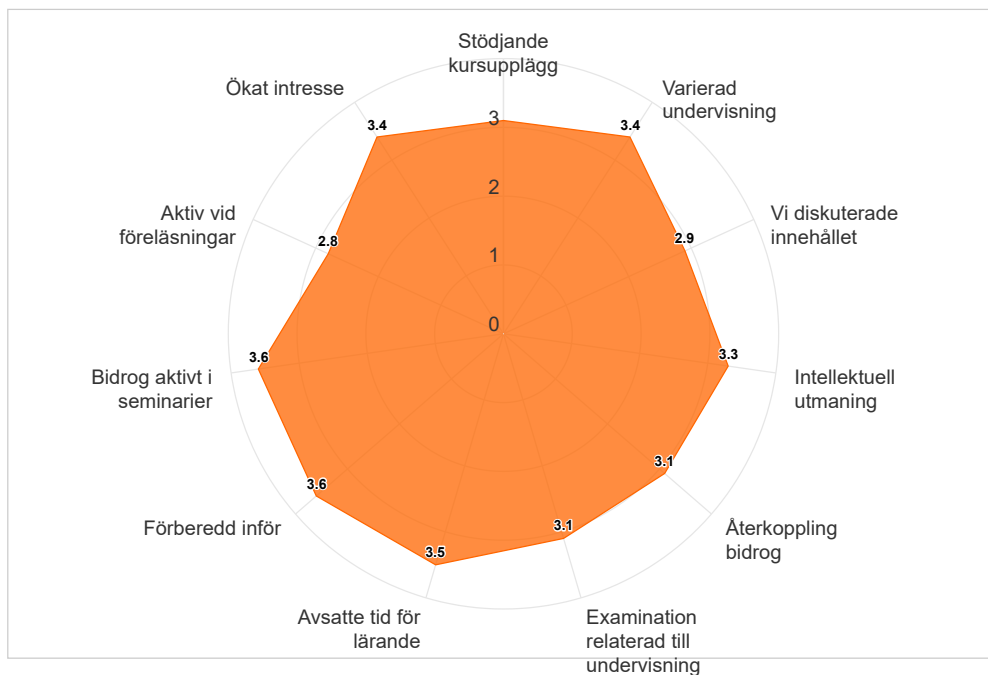 Stödjande
kursupplägg
Ökat intresse
Varierad
undervisning
3.4
3.4
3
Aktiv vid
föreläsningar
2
Vi diskuterade
innehållet
2.8
2.9
1
0
3.6
3.3
Bidrog aktivt i
seminarier
Intellektuell
utmaning
3.6
3.1
Förberedd inför
Återkoppling
bidrog
3.5
3.1
Avsatte tid för
lärande
Examination
relaterad till
undervisning